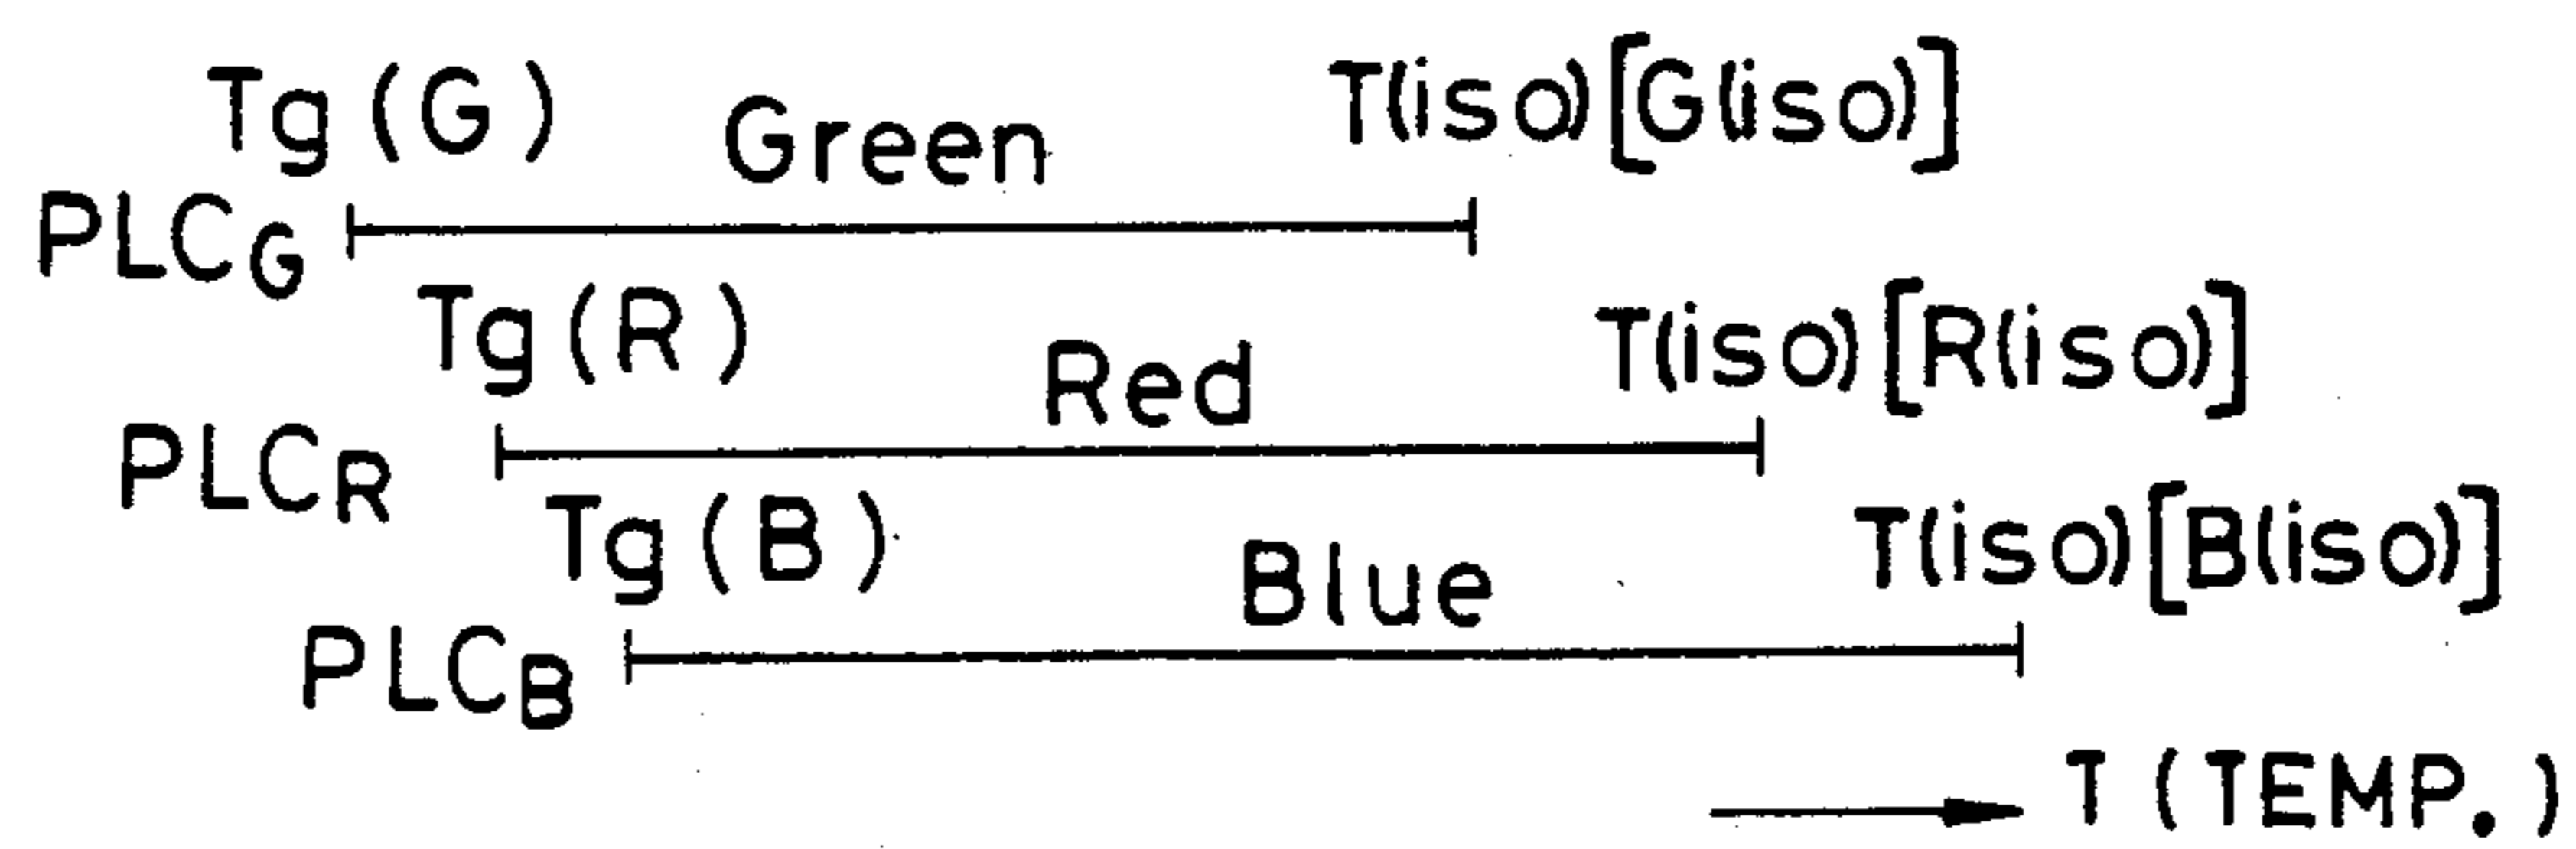 Tg (G) Green T(iso)[G(iso)]
PLCG
Tg (R) Red T(iso)[R(iso)]
PLCR
Tg (B) Blue T(iso)[B(iso)]
PLCB
T (TEMP.)